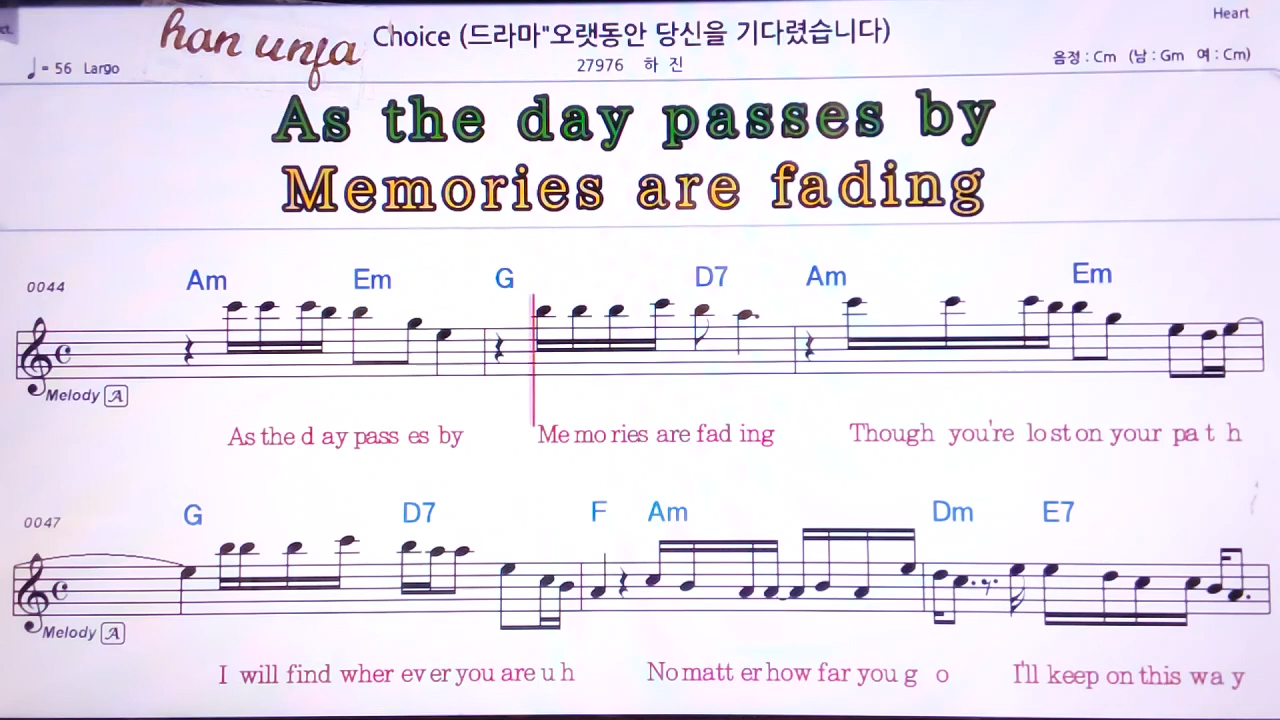 ct.
han unfa
Choice (드라마"오랫동안 당신을 기다렸습니다)
Heart
♩ = 56 Largo
27976 하 진
음정 : Cm (남 : Gm 여 : Cm)
As the day passes by
Memories are fading
0044
Am Em G D7 Am Em
Melody A
As the d ay pass es by Me mo ries are fad ing Though you're lo st on your pa t h
0047
G D7 F Am Dm E7
Melody A
I will find wher ev er you are u h No matt er how far you g o I'll keep on this wa y